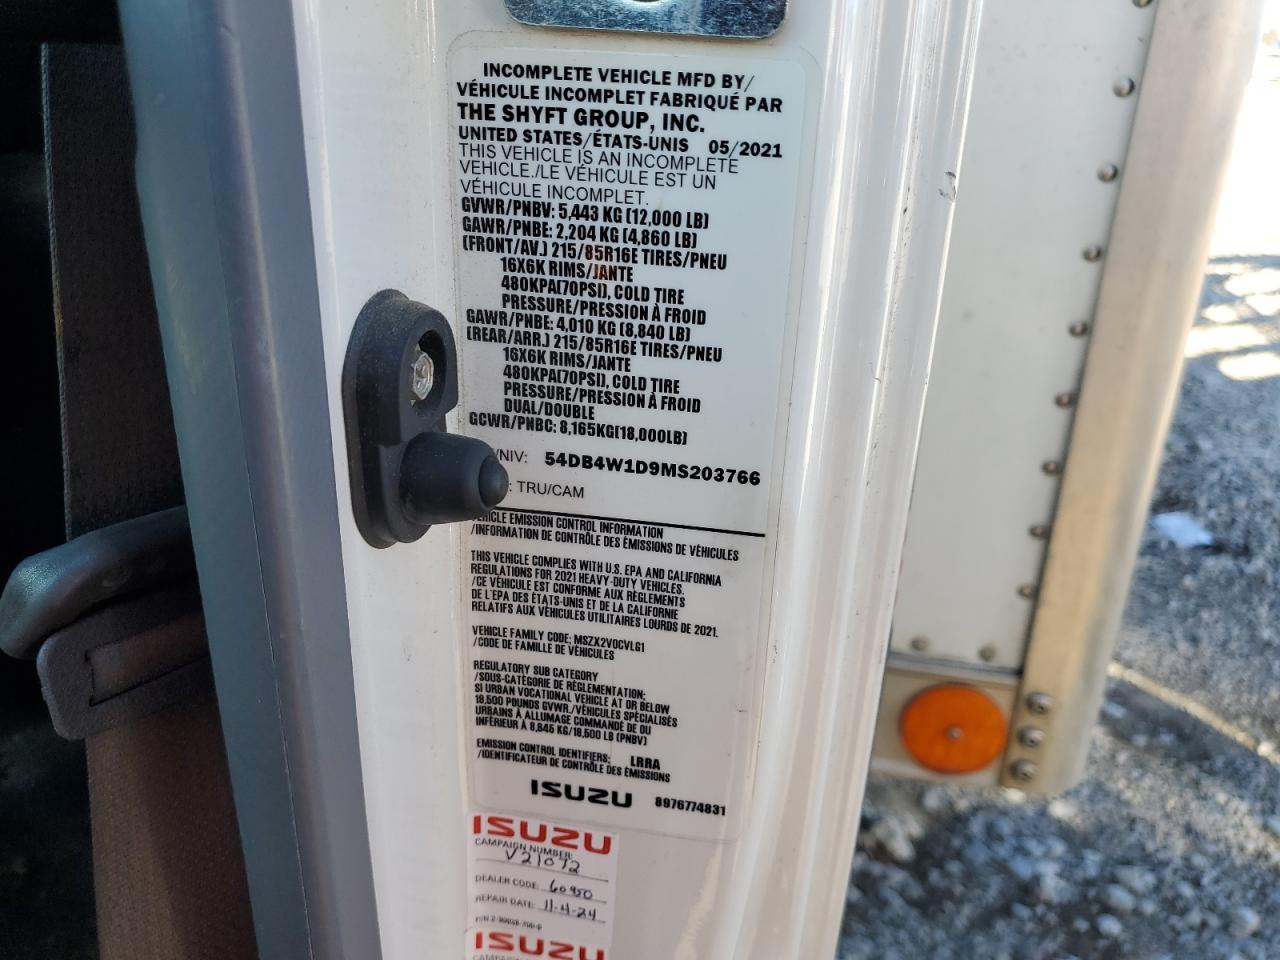 INCOMPLETE VEHICLE MFD BY/
VÉHICULE INCOMPLET FABRIQUÉ PAR
THE SHYFT GROUP, INC.
UNITED STATES/ÉTATS-UNIS 05/2021
THIS VEHICLE IS AN INCOMPLETE
VEHICLE./LE VÉHICULE EST UN
VÉHICULE INCOMPLET.
GVWR/PNBV: 5,443 KG (12,000 LB)
GAWR/PNBE: 2,204 KG (4,860 LB)
(FRONT/AV.) 215/85R16E TIRES/PNEU
16X6K RIMS/JANTE
480KPA(70PSI), COLD TIRE
PRESSURE/PRESSION À FROID
GAWR/PNBE: 4,010 KG (8,840 LB)
(REAR/ARR.) 215/85R16E TIRES/PNEU
16X6K RIMS/JANTE
480KPA(70PSI), COLD TIRE
PRESSURE/PRESSION À FROID
DUAL/DOUBLE
GCWR/PNBC: 8,165KG(18,000LB)
/NIV: 54DB4W1D9MS203766
: TRU/CAM
VEHICLE EMISSION CONTROL INFORMATION
/INFORMATION DE CONTRÔLE DES ÉMISSIONS DE VÉHICULES
THIS VEHICLE COMPLIES WITH U.S. EPA AND CALIFORNIA
REGULATIONS FOR 2021 HEAVY-DUTY VEHICLES.
/CE VÉHICULE EST CONFORME AUX RÈGLEMENTS
DE L'EPA DES ÉTATS-UNIS ET DE LA CALIFORNIE
RELATIFS AUX VÉHICULES UTILITAIRES LOURDS DE 2021.
VEHICLE FAMILY CODE: MSZX2VOCVLG1
/CODE DE FAMILLE DE VÉHICULES
REGULATORY SUB CATEGORY
/SOUS-CATÉGORIE DE RÉGLEMENTATION:
SI URBAN VOCATIONAL VEHICLE AT OR BELOW
19,500 POUNDS GVWR/VÉHICULES SPÉCIALISÉS
URBAINS À ALLUMAGE COMMANDÉ DE OU
INFÉRIEUR À 8,845 KG/19,500 LB (PNBV)
EMISSION CONTROL IDENTIFIERS: LRRA
/IDENTIFICATEUR DE CONTRÔLE DES ÉMISSIONS
ISUZU 8976774831
ISUZU
CAMPAIGN NUMBER:
V21072
DEALER CODE: 60950
REPAIR DATE: 11-4-24
ISUZU
CAMPAIGN